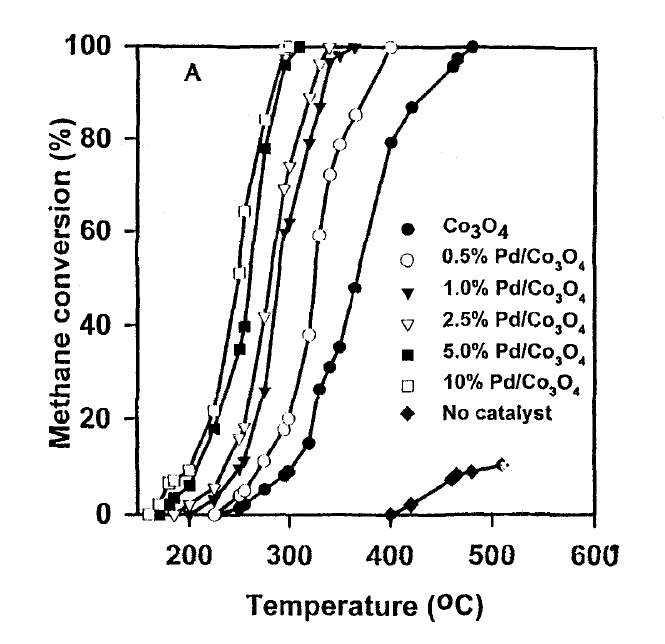 100
A
80
Methane conversion (%)
60
40
20
0
Co3O4
0.5% Pd/Co3O4
1.0% Pd/Co3O4
2.5% Pd/Co3O4
5.0% Pd/Co3O4
10% Pd/Co3O4
No catalyst
200 300 400 500 600
Temperature (ºC)